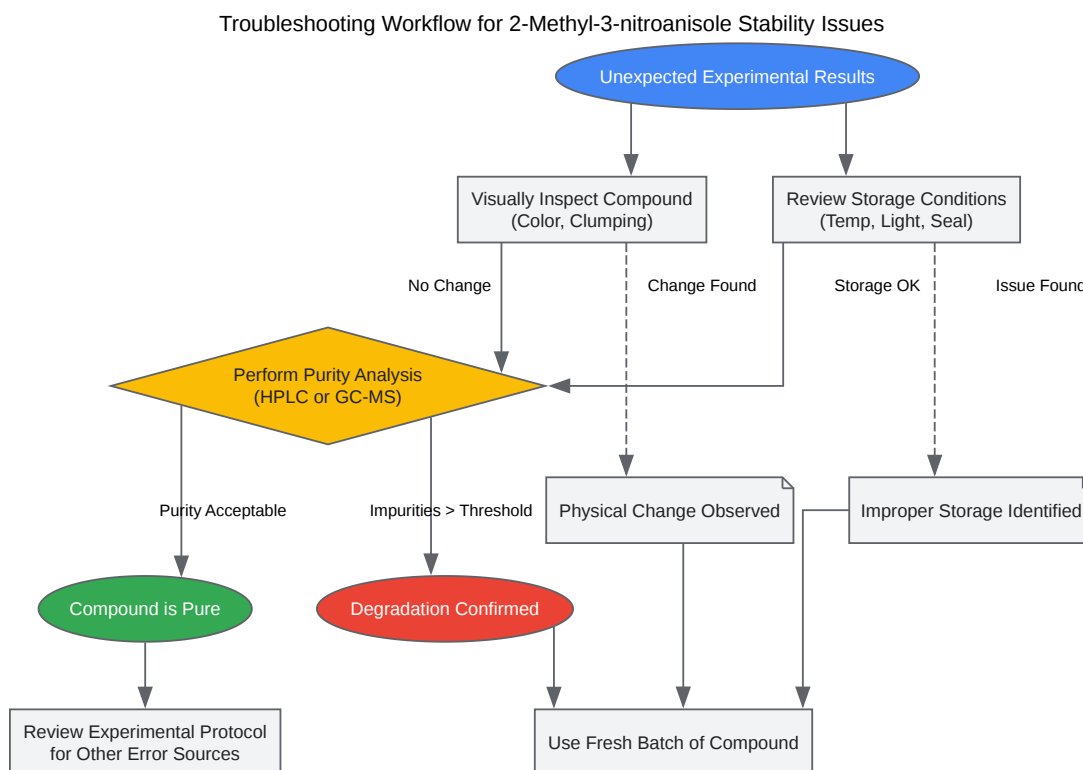 Troubleshooting Workflow for 2-Methyl-3-nitroanisole Stability Issues
Unexpected Experimental Results
Visually Inspect Compound
(Color, Clumping)
Review Storage Conditions
(Temp, Light, Seal)
No Change
Change Found
Storage OK
Issue Found
Perform Purity Analysis
(HPLC or GC-MS)
Purity Acceptable
Impurities > Threshold
Physical Change Observed
Improper Storage Identified
Compound is Pure
Degradation Confirmed
Review Experimental Protocol
for Other Error Sources
Use Fresh Batch of Compound